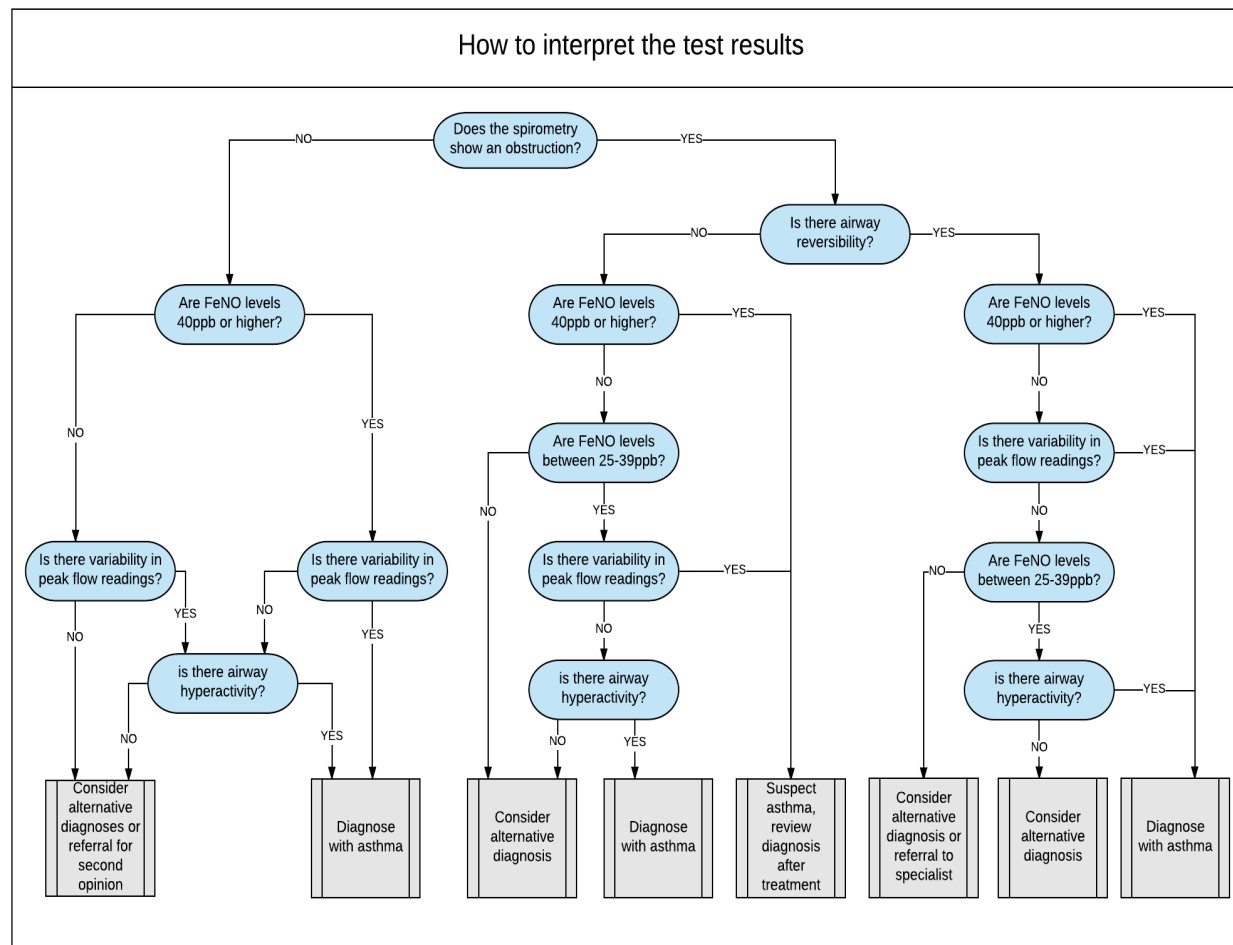 How to interpret the test results
Does the spirometry
show an obstruction?
NO
YES
Is there airway
reversibility?
NO
YES
Are FeNO levels
40ppb or higher?
Are FeNO levels
40ppb or higher?
YES
Are FeNO levels
40ppb or higher?
YES
NO
NO
YES
NO
Are FeNO levels
between 25-39ppb?
Is there variability in
peak flow readings?
YES
NO
YES
NO
Is there variability in
peak flow readings?
Is there variability in
peak flow readings?
Is there variability in
peak flow readings?
YES
Are FeNO levels
between 25-39ppb?
NO
YES
NO
NO
YES
NO
YES
is there airway
hyperactivity?
is there airway
hyperactivity?
is there airway
hyperactivity?
YES
NO
YES
NO
YES
NO
Consider
alternative
diagnoses or
referral for
second
opinion
Diagnose
with asthma
Consider
alternative
diagnosis
Diagnose
with asthma
Suspect
asthma,
review
diagnosis
after
treatment
Consider
alternative
diagnosis or
referral to
specialist
Consider
alternative
diagnosis
Diagnose
with asthma